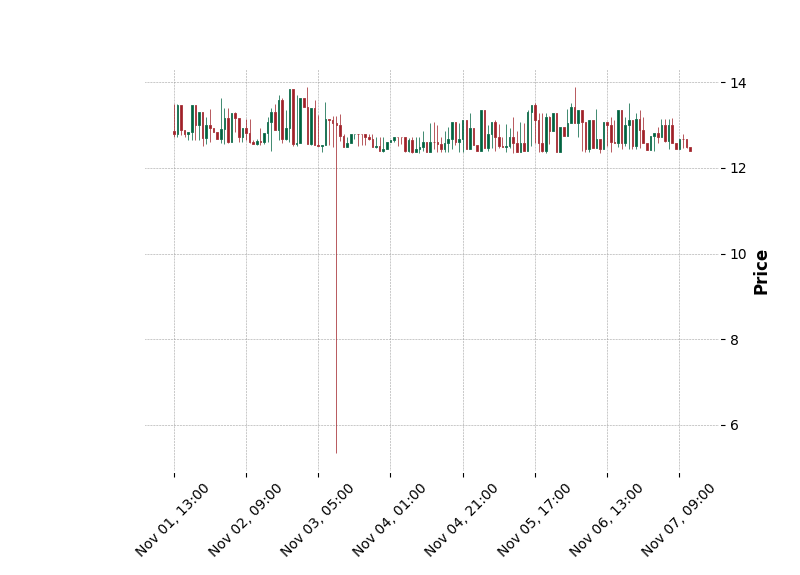 14
12
10
8
6
Price
Nov 01, 13:00
Nov 02, 09:00
Nov 03, 05:00
Nov 04, 01:00
Nov 04, 21:00
Nov 05, 17:00
Nov 06, 13:00
Nov 07, 09:00